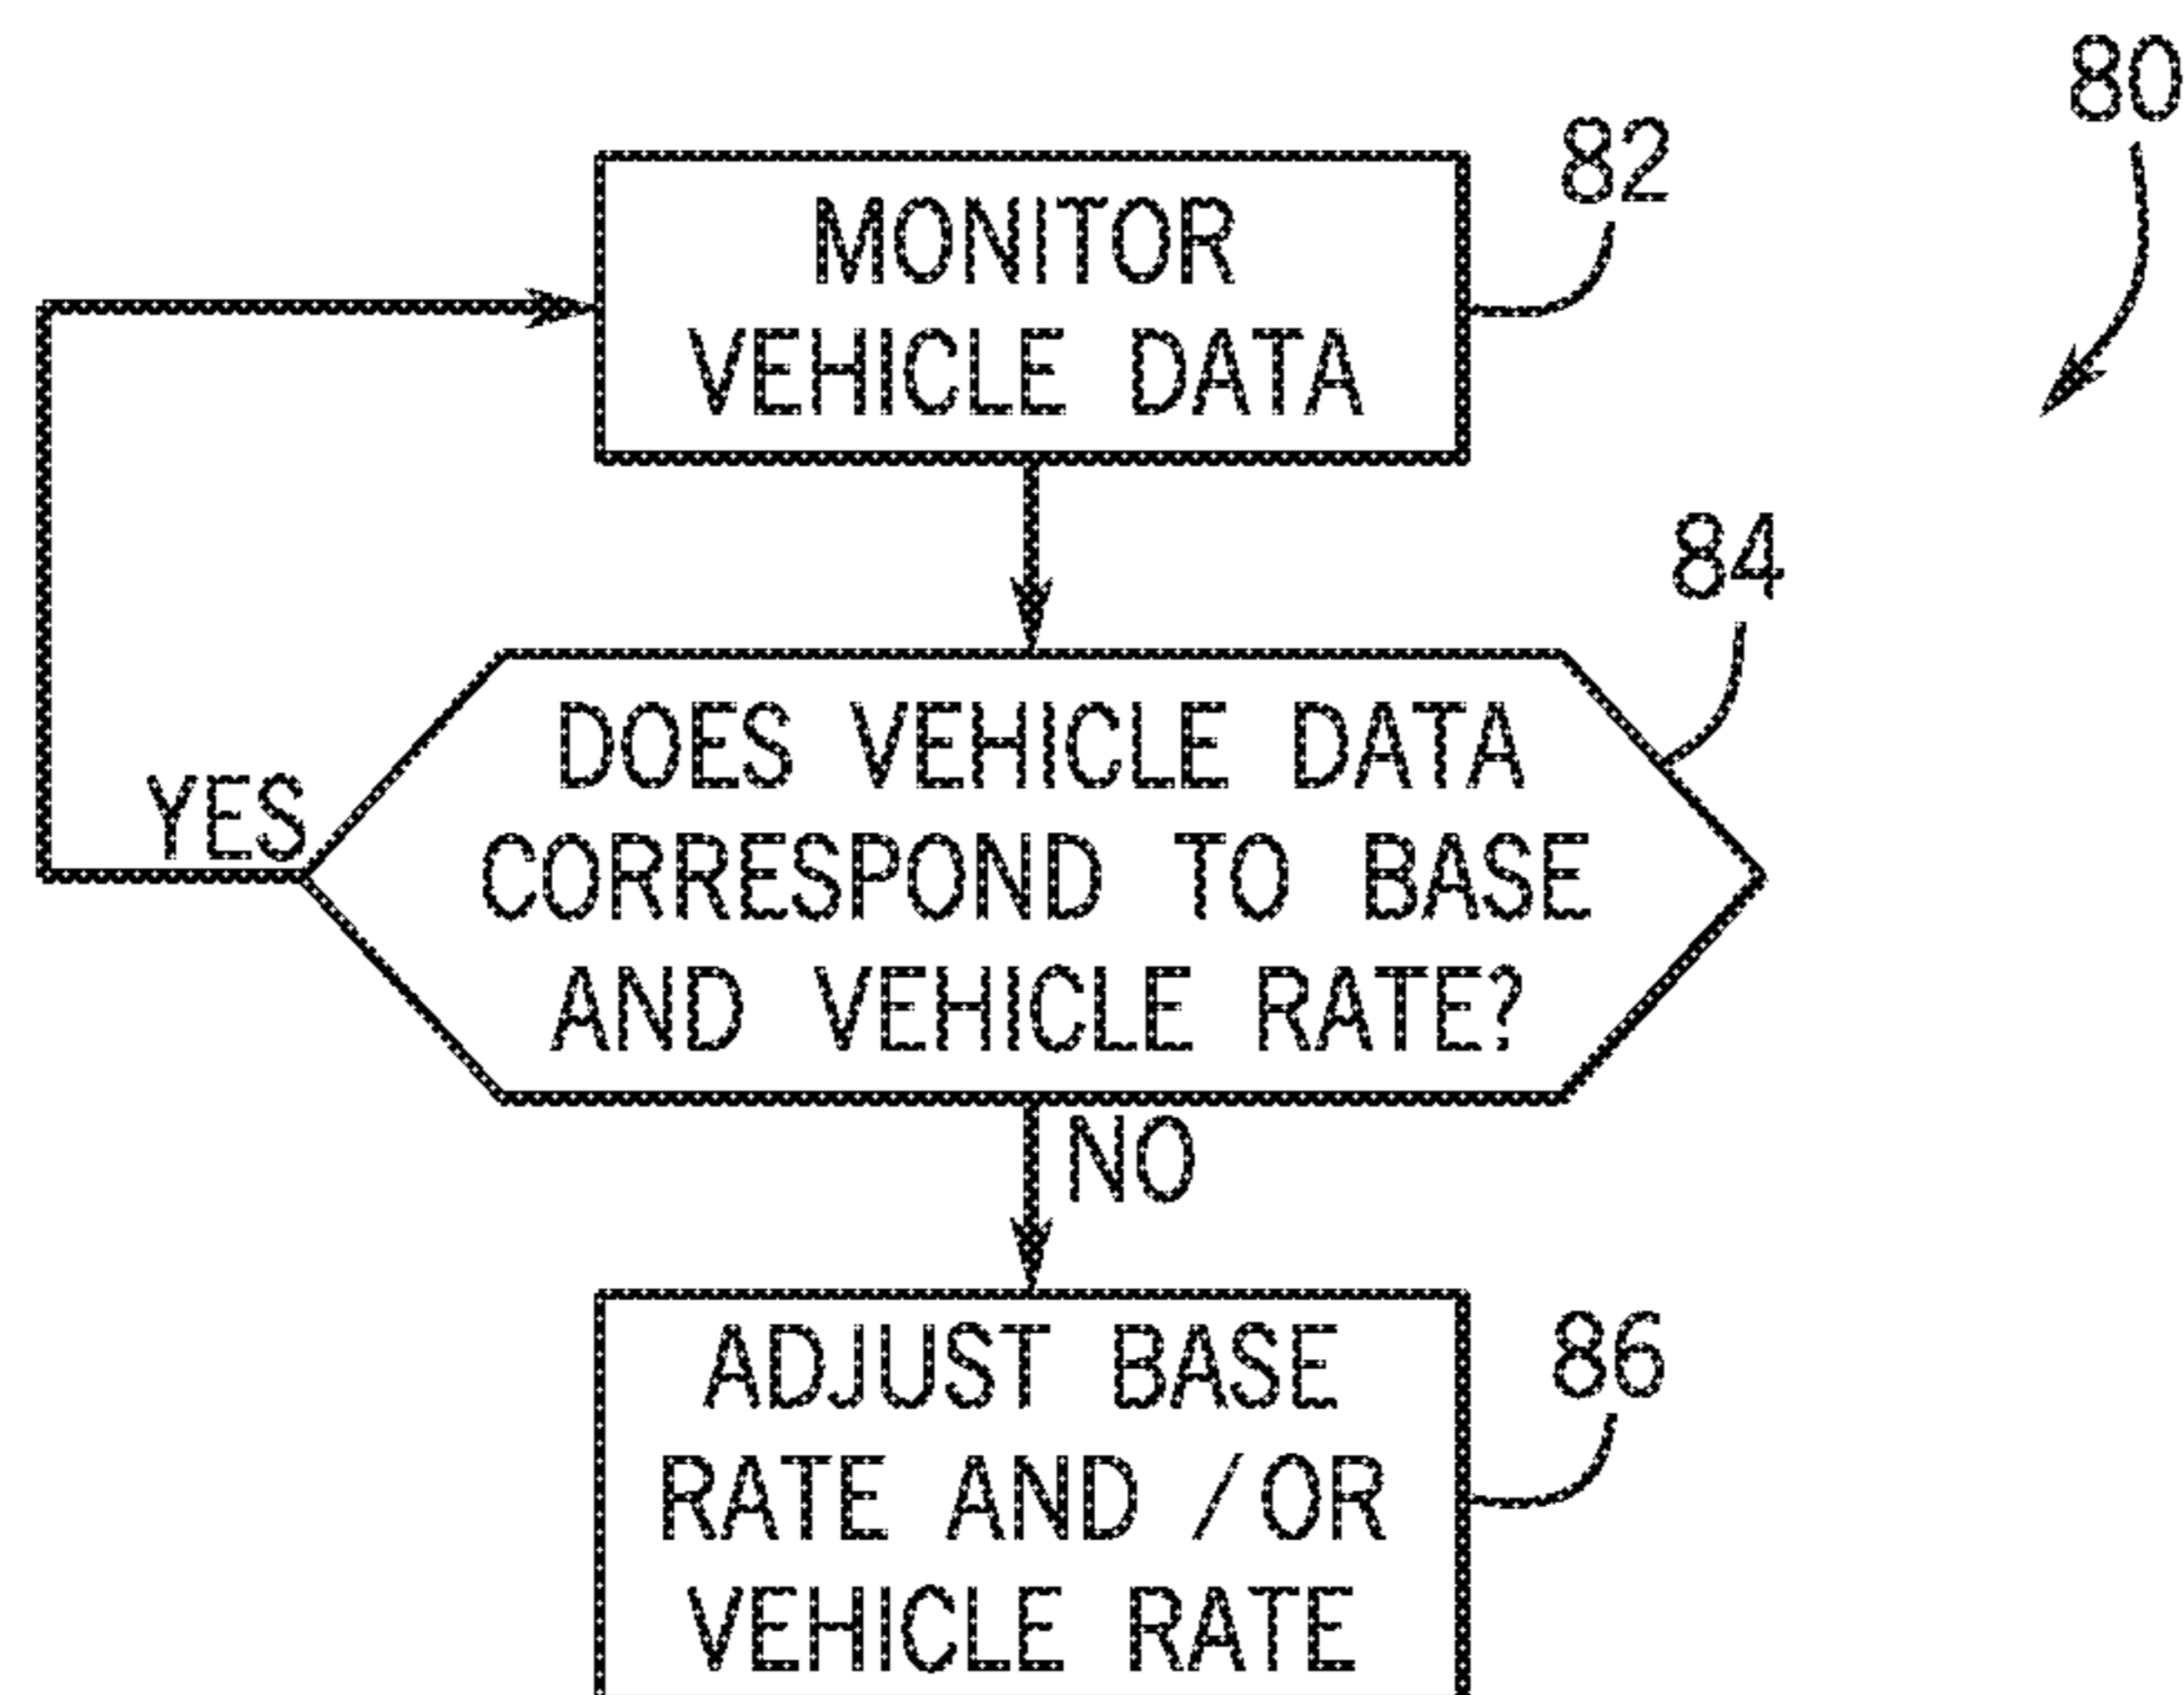 80
82
MONITOR
VEHICLE DATA
84
DOES VEHICLE DATA
CORRESPOND TO BASE
AND VEHICLE RATE?
YES
NO
86
ADJUST BASE
RATE AND /OR
VEHICLE RATE